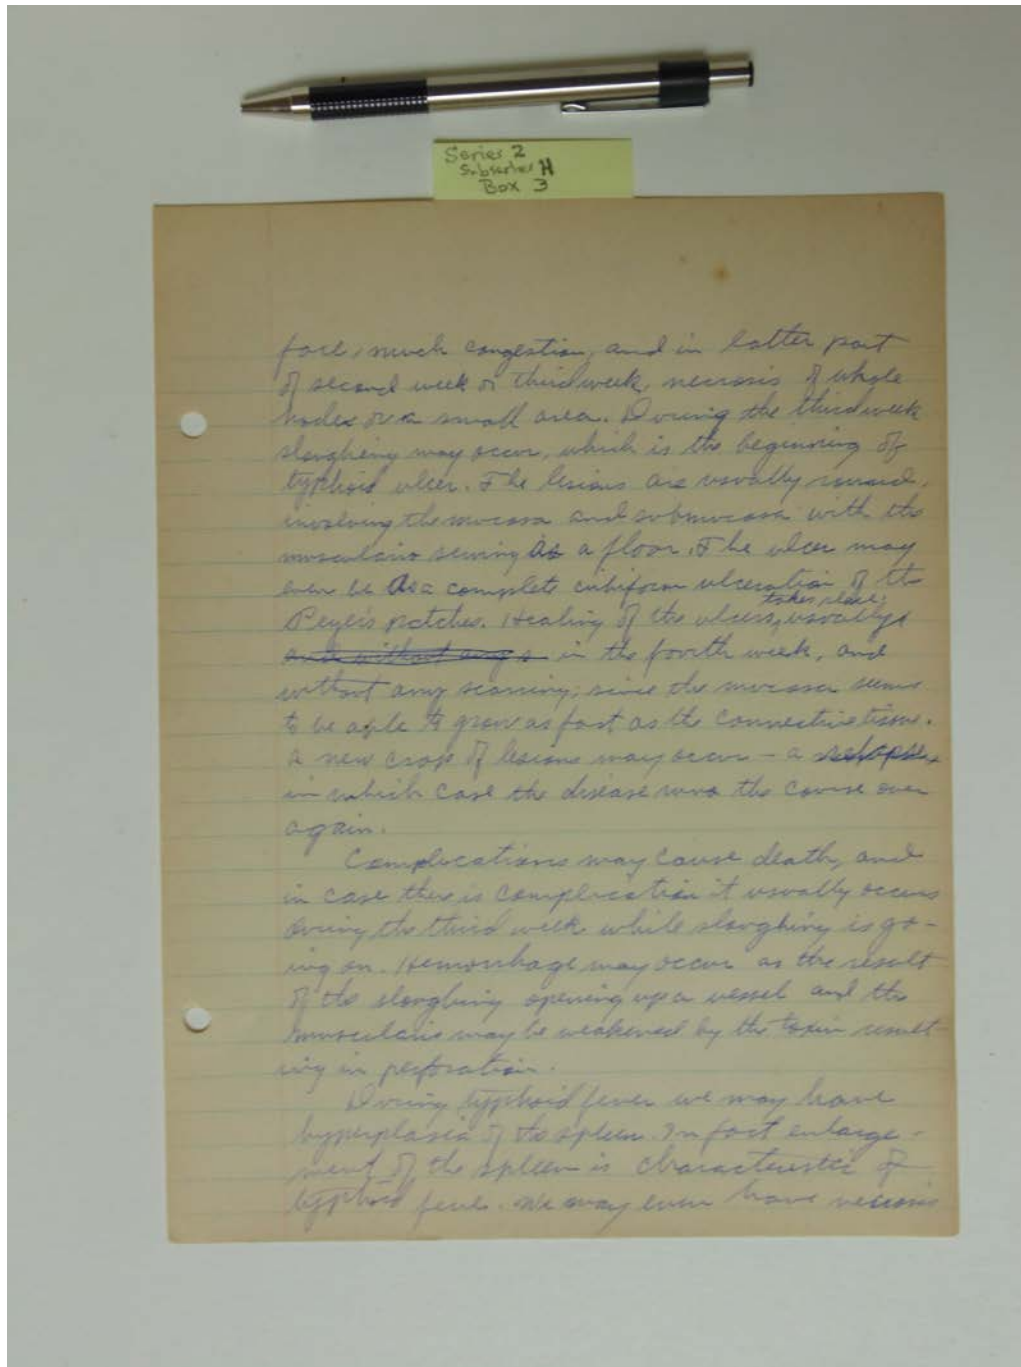 Series 2
Subseries H
Box 3
face, much congestion, and in latter part
of second week or third week, necrosis of whole
nodes or a small area. During the third week
sloughing may occur, which is the beginning of
typhoid ulcer. The lesions are usually round,
involving the mucosa and submucosa with the
muscularis serving as a floor. The ulcer may
even be as a complete cribiform ulceration of the
takes place
Peyer's patches. Healing of the ulcers, usually
and without any s in the fourth week, and
without any scarring; since the mucosa seems
to be able to grow as fast as the connective tissue.
A new crop of lesions may occur — a relapse,
in which case the disease runs the course over
again.
Complications may cause death, and
in case there is complication it usually occurs
during the third week while sloughing is go-
ing on. Hemorrhage may occur as the result
of the sloughing opening up a vessel and the
muscularis may be weakened by the toxin result-
ing in perforation.
During typhoid fever we may have
hyperplasia of the spleen. In fact enlarge-
ment of the spleen is characteristic of
typhoid fever. We may even have necrosis